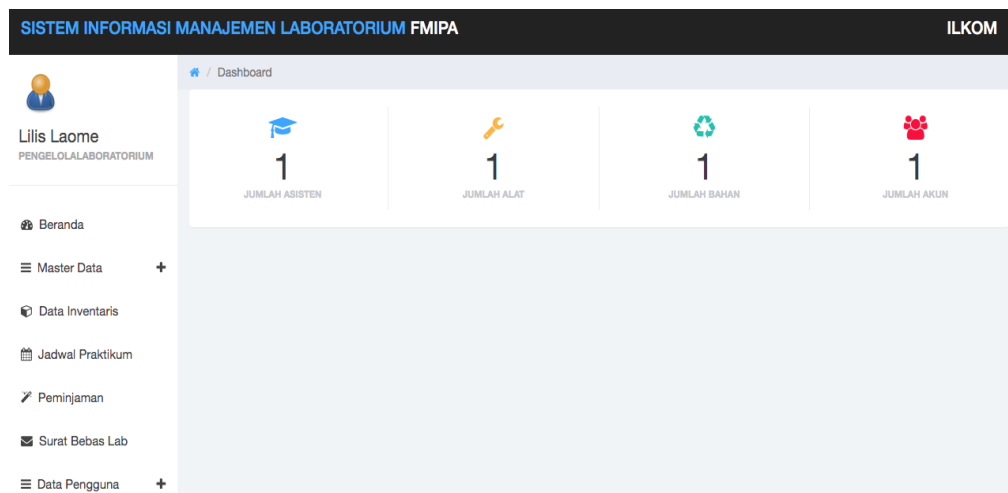 SISTEM INFORMASI MANAJEMEN LABORATORIUM FMIPA
ILKOM
Lilis Laome
PENGELOLALABORATORIUM
Beranda
Master Data
Data Inventaris
Jadwal Praktikum
Peminjaman
Surat Bebas Lab
Data Pengguna
/ Dashboard
1
JUMLAH ASISTEN
1
JUMLAH ALAT
1
JUMLAH BAHAN
1
JUMLAH AKUN